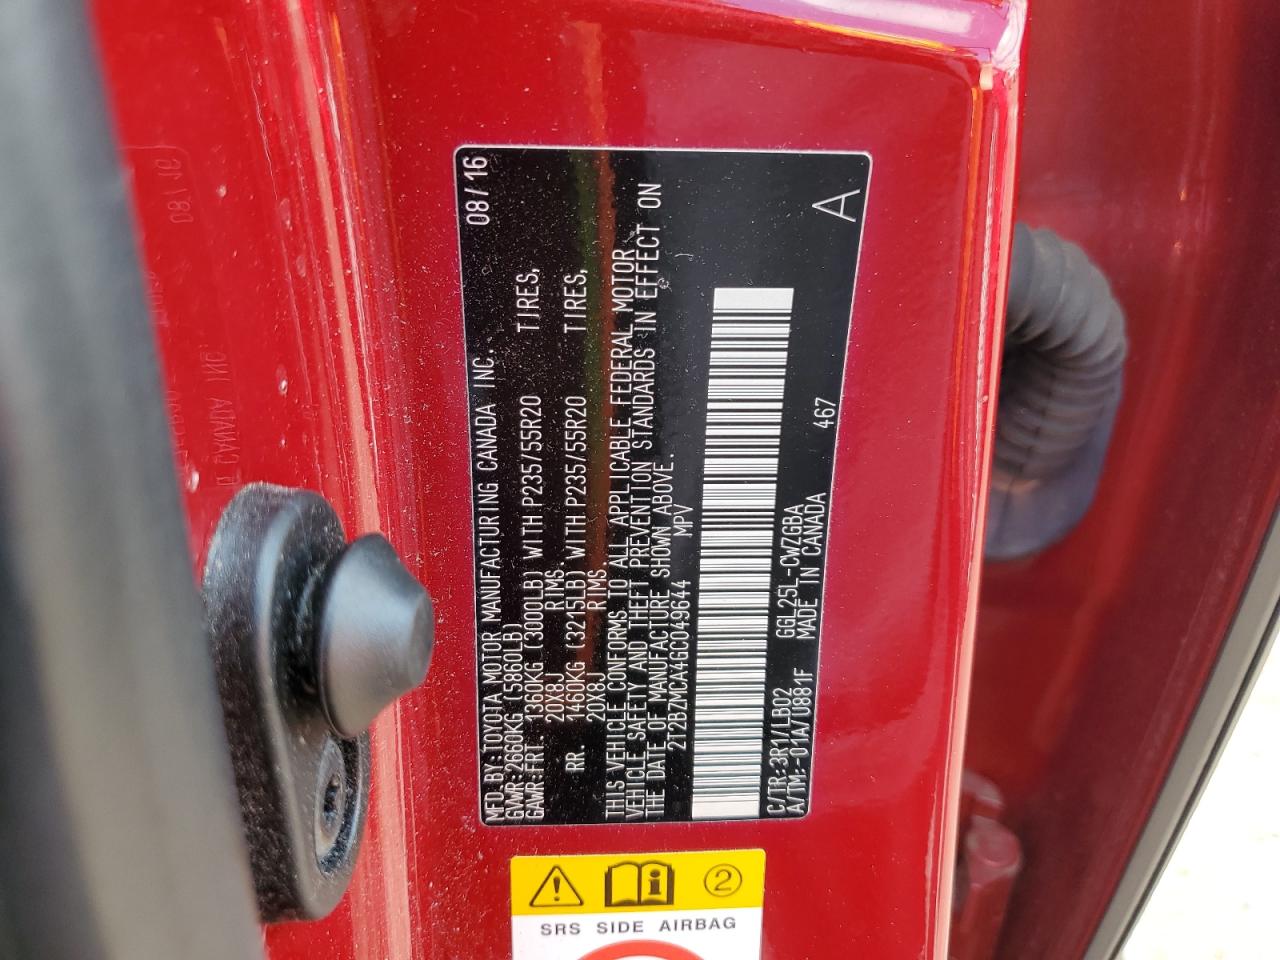 MFD.BY:TOYOTA MOTOR MANUFACTURING CANADA INC. 08/16
GVWR:2660KG (5860LB)
GAWR:FRT. 1360KG (3000LB) WITH P235/55R20 TIRES,
20X8J RIMS.
RR. 1460KG (3215LB) WITH P235/55R20 TIRES,
20X8J RIMS.
THIS VEHICLE CONFORMS TO ALL APPLICABLE FEDERAL MOTOR
VEHICLE SAFETY AND THEFT PREVENTION STANDARDS IN EFFECT ON
THE DATE OF MANUFACTURE SHOWN ABOVE.
2T2BZMCA4GC049644 MPV
C/TR:3R1/LB02 GGL25L-CWZGBA
A/TM:-01A/U881F MADE IN CANADA 467 A
2
SRS SIDE AIRBAG